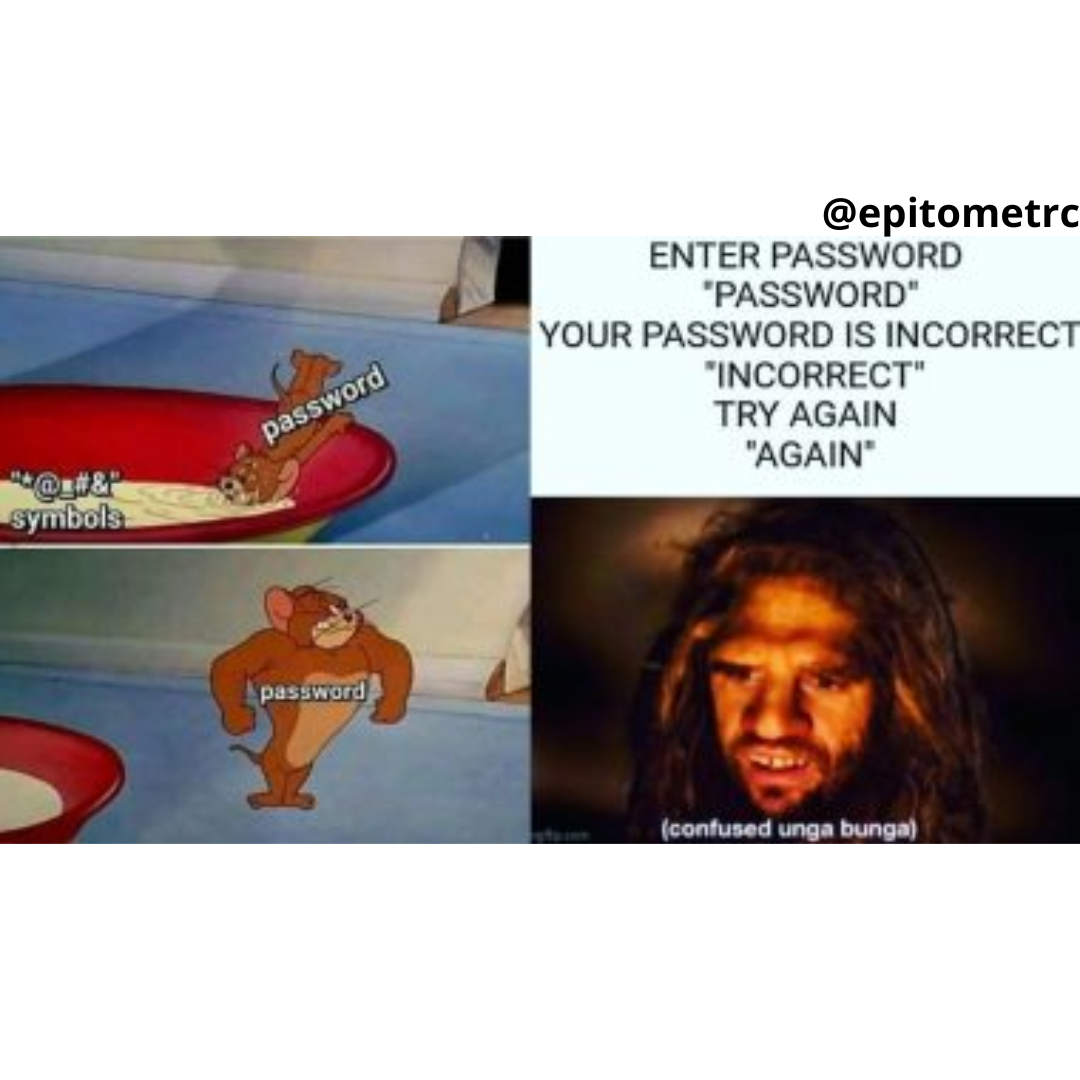 @epitometrc
password
"*@_#&"
symbols
password
ENTER PASSWORD
"PASSWORD"
YOUR PASSWORD IS INCORRECT
"INCORRECT"
TRY AGAIN
"AGAIN"
(confused unga bunga)